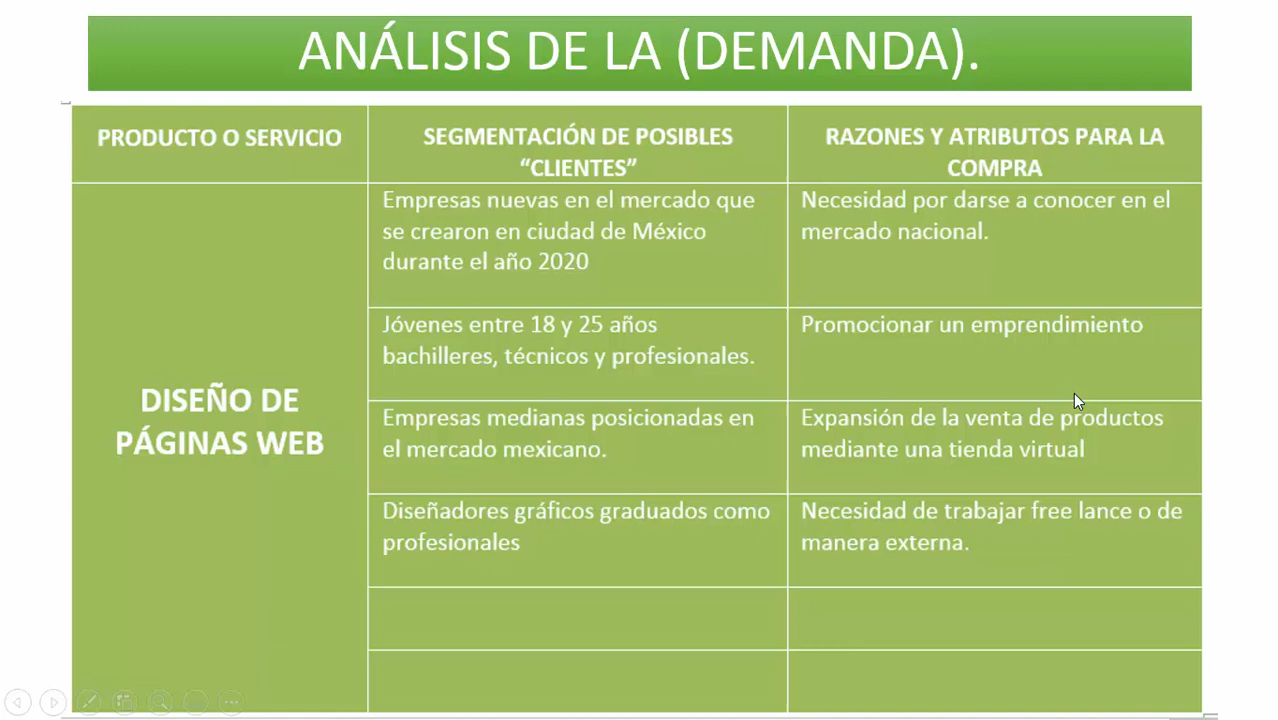 ANÁLISIS DE LA (DEMANDA).
PRODUCTO O SERVICIO
SEGMENTACIÓN DE POSIBLES
“CLIENTES”
RAZONES Y ATRIBUTOS PARA LA
COMPRA
DISEÑO DE
PÁGINAS WEB
Empresas nuevas en el mercado que
se crearon en ciudad de México
durante el año 2020
Necesidad por darse a conocer en el
mercado nacional.
Jóvenes entre 18 y 25 años
bachilleres, técnicos y profesionales.
Promocionar un emprendimiento
Empresas medianas posicionadas en
el mercado mexicano.
Expansión de la venta de productos
mediante una tienda virtual
Diseñadores gráficos graduados como
profesionales
Necesidad de trabajar free lance o de
manera externa.